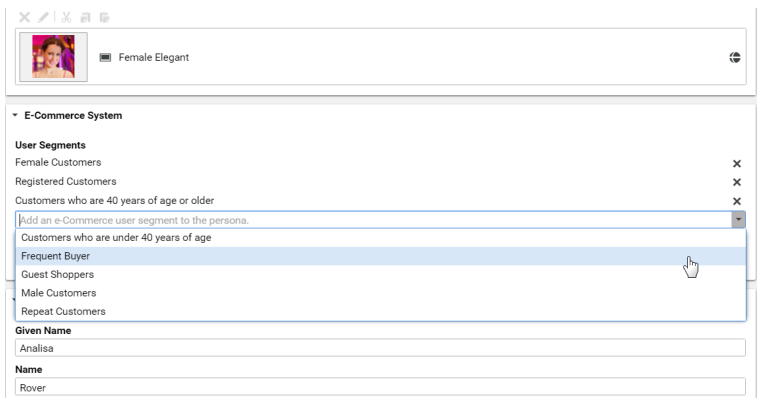 Female Elegant
E-Commerce System
User Segments
Female Customers
Registered Customers
Customers who are 40 years of age or older
Add an e-Commerce user segment to the persona.
Customers who are under 40 years of age
Frequent Buyer
Guest Shoppers
Male Customers
Repeat Customers
Given Name
Analisa
Name
Rover